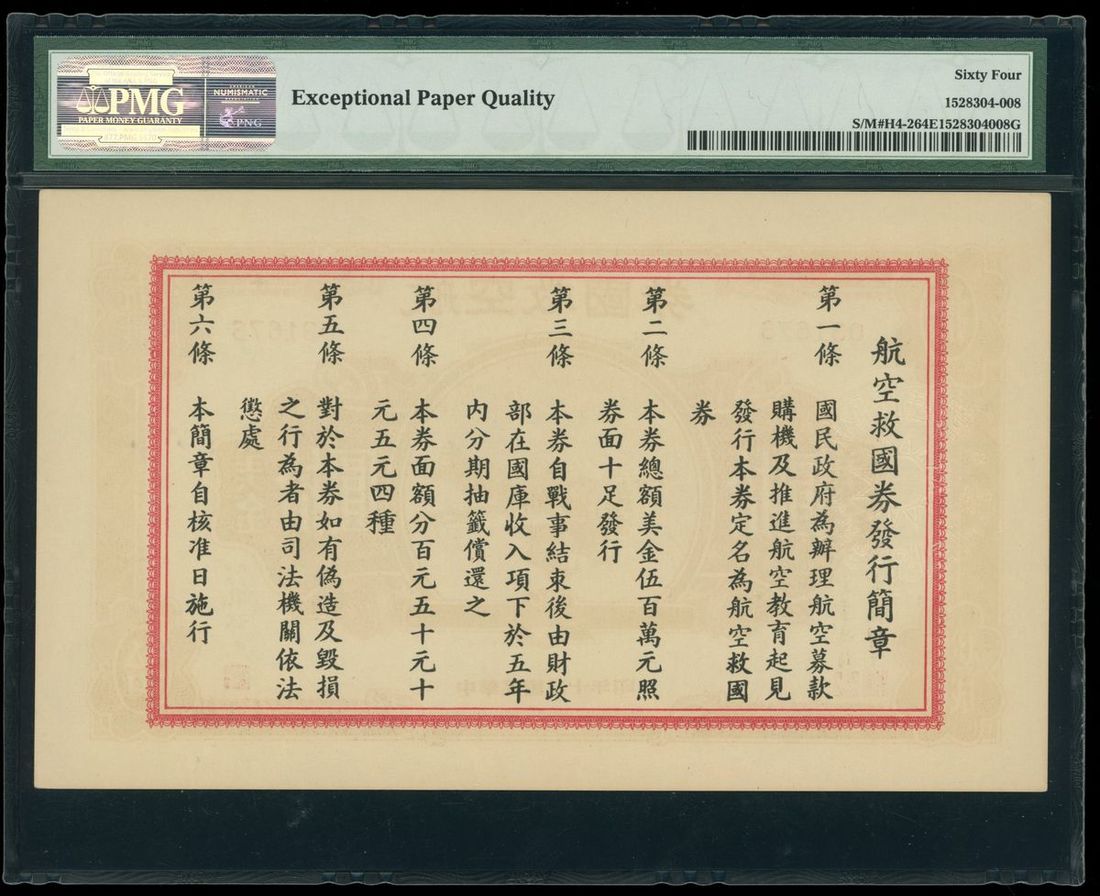 PMG
PAPER MONEY GUARANTY
NUMISMATIC
PNG
Exceptional Paper Quality
Sixty Four
1528304-008
S/M#H4-264E1528304008G
航空救國券發行簡章
第一條 國民政府為辦理航空募款
購機及推進航空教育起見
發行本券定名為航空救國
券
第二條 本券總額美金伍百萬元照
券面十足發行
第三條 本券自戰事結束後由財政
部在國庫收入項下於五年
內分期抽籤償還之
第四條 本券面額分百元五十元十
元五元四種
第五條 對於本券如有偽造及毀損
之行為者由司法機關依法
懲處
第六條 本簡章自核准日施行